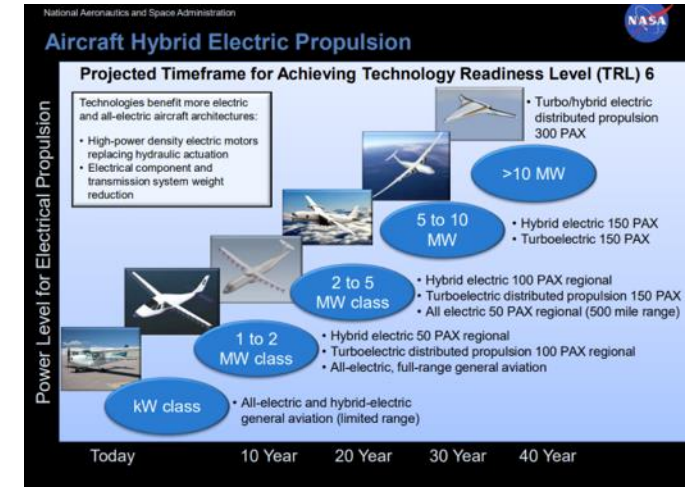 National Aeronautics and Space Administration
NASA
Aircraft Hybrid Electric Propulsion
Projected Timeframe for Achieving Technology Readiness Level (TRL) 6
Power Level for Electrical Propulsion
Technologies benefit more electric
and all-electric aircraft architectures:
• High-power density electric motors
replacing hydraulic actuation
• Electrical component and
transmission system weight
reduction
• Turbo/hybrid electric
distributed propulsion
300 PAX
>10 MW
5 to 10
MW
• Hybrid electric 150 PAX
• Turboelectric 150 PAX
2 to 5
MW class
• Hybrid electric 100 PAX regional
• Turboelectric distributed propulsion 150 PAX
• All electric 50 PAX regional (500 mile range)
1 to 2
MW class
• Hybrid electric 50 PAX regional
• Turboelectric distributed propulsion 100 PAX regional
• All-electric, full-range general aviation
kW class
• All-electric and hybrid-electric
general aviation (limited range)
Today 10 Year 20 Year 30 Year 40 Year